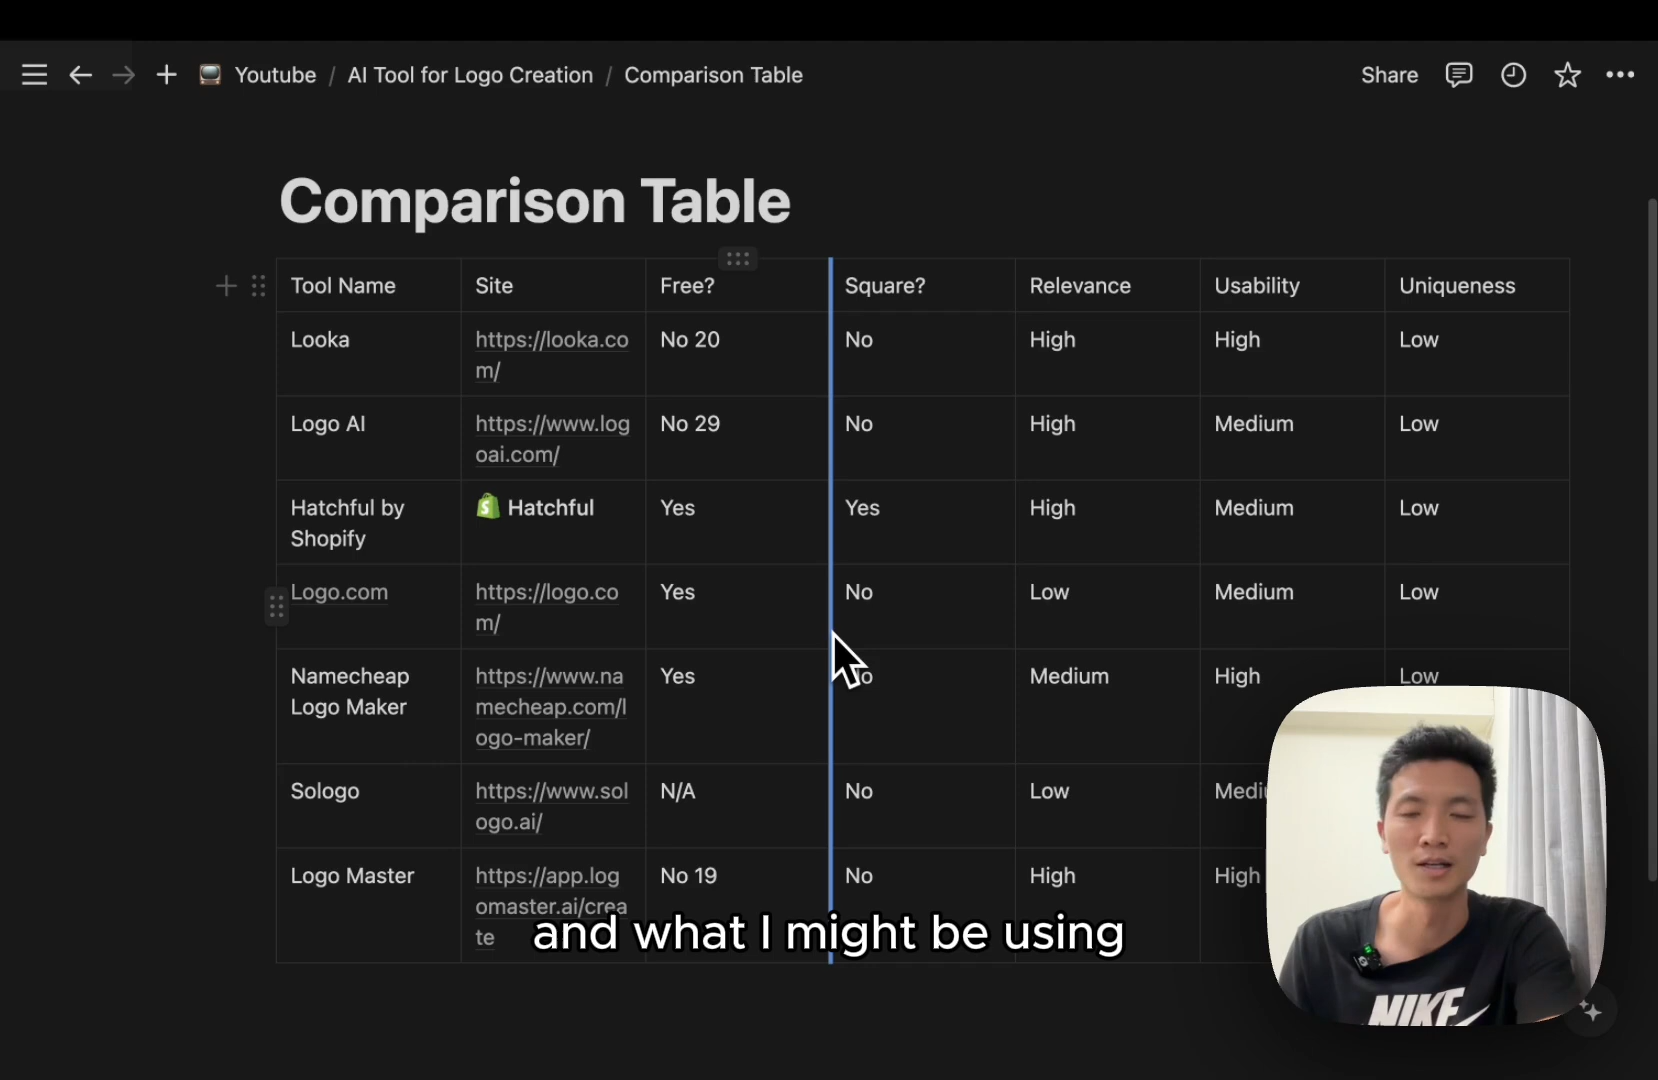 Youtube / AI Tool for Logo Creation / Comparison Table
Share
Comparison Table
Tool Name Site Free? Square? Relevance Usability Uniqueness
Looka https://looka.co No 20 No High High Low
m/
Logo AI https://www.log No 29 No High Medium Low
oai.com/
Hatchful by Hatchful Yes Yes High Medium Low
Shopify
Logo.com https://logo.co Yes No Low Medium Low
m/
Namecheap https://www.na Yes Medium High Low
Logo Maker mecheap.com/l
ogo-maker/
Sologo https://www.sol N/A No Low
ogo.ai/
Logo Master https://app.log No 19 No High High
omaster.ai/crea
te
and what I might be using
NIKE